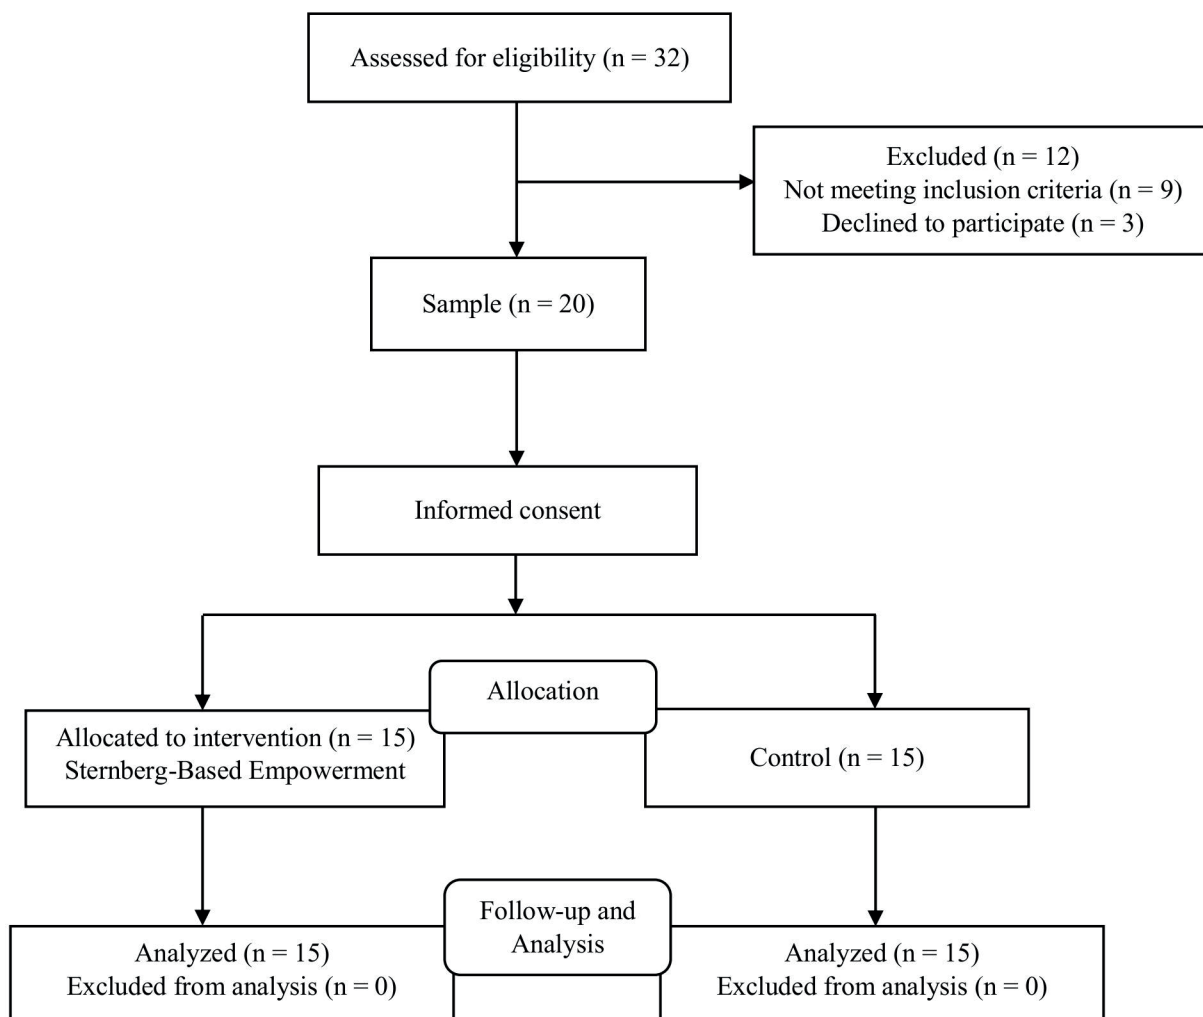 Assessed for eligibility (n = 32)
Excluded (n = 12)
Not meeting inclusion criteria (n = 9)
Declined to participate (n = 3)
Sample (n = 20)
Informed consent
Allocation
Allocated to intervention (n = 15)
Sternberg-Based Empowerment
Control (n = 15)
Follow-up and
Analysis
Analyzed (n = 15)
Excluded from analysis (n = 0)
Analyzed (n = 15)
Excluded from analysis (n = 0)